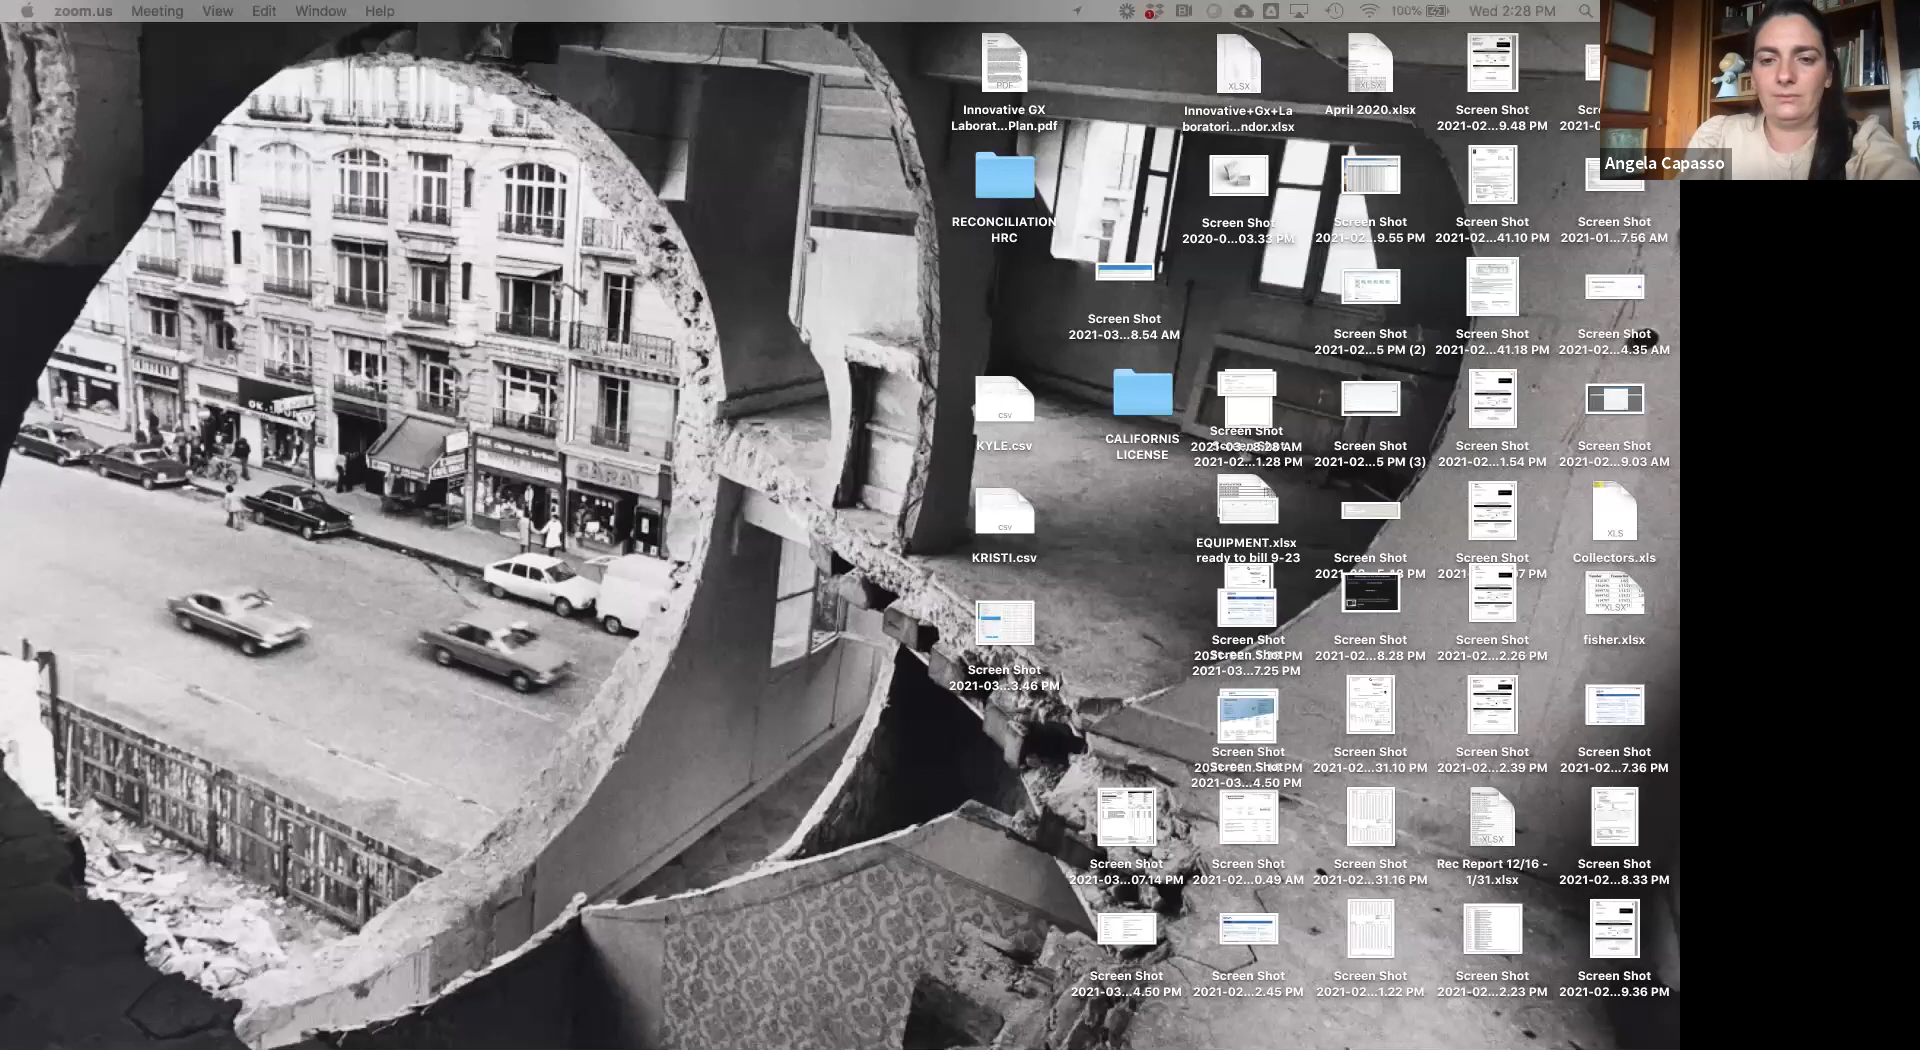 zoom.us Meeting View Edit Window Help
100% Wed 2:28 PM
Angela Capasso
Innovative GX
Laborat...Plan.pdf
Innovative+Gx+La
boratori...ndor.xlsx
April 2020.xlsx
Screen Shot
2021-02...9.48 PM
RECONCILIATION
HRC
Screen Shot
2020-0...03.33 PM
Screen Shot
2021-02...9.55 PM
Screen Shot
2021-02...41.10 PM
Screen Shot
2021-01...7.56 AM
Screen Shot
2021-03...8.54 AM
Screen Shot
2021-02...5 PM (2)
Screen Shot
2021-02...41.18 PM
Screen Shot
2021-02...4.35 AM
KYLE.csv
CALIFORNIS
LICENSE
Screen Shot
2021-02...1.28 PM
Screen Shot
2021-02...5 PM (3)
Screen Shot
2021-02...1.54 PM
Screen Shot
2021-02...9.03 AM
KRISTI.csv
EQUIPMENT.xlsx
ready to bill 9-23
Screen Shot
Screen Shot
Collectors.xls
Screen Shot
2021-03...3.46 PM
Screen Shot
2021-03...7.25 PM
Screen Shot
2021-02...8.28 PM
Screen Shot
2021-02...2.26 PM
fisher.xlsx
Screen Shot
2021-03...4.50 PM
Screen Shot
2021-02...31.10 PM
Screen Shot
2021-02...2.39 PM
Screen Shot
2021-02...7.36 PM
Screen Shot
2021-03...07.14 PM
Screen Shot
2021-02...0.49 AM
Screen Shot
2021-02...31.16 PM
Rec Report 12/16 -
1/31.xlsx
Screen Shot
2021-02...8.33 PM
Screen Shot
2021-03...4.50 PM
Screen Shot
2021-02...2.45 PM
Screen Shot
2021-02...1.22 PM
Screen Shot
2021-02...2.23 PM
Screen Shot
2021-02...9.36 PM